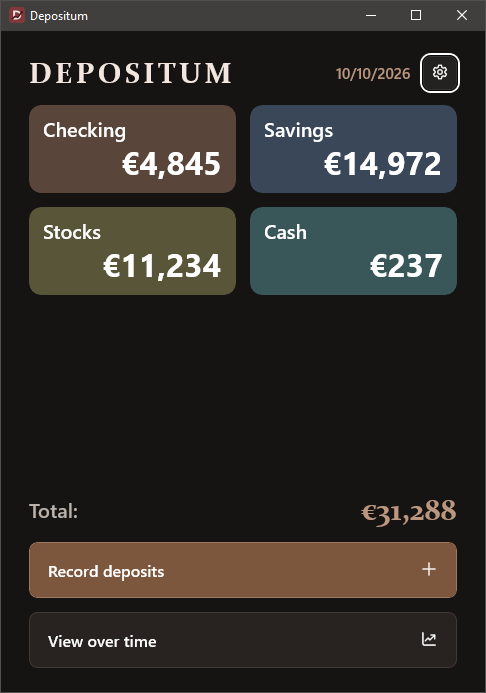 Depositum
DEPOSITUM
10/10/2026
Checking
€4,845
Savings
€14,972
Stocks
€11,234
Cash
€237
Total:
€31,288
Record deposits
View over time